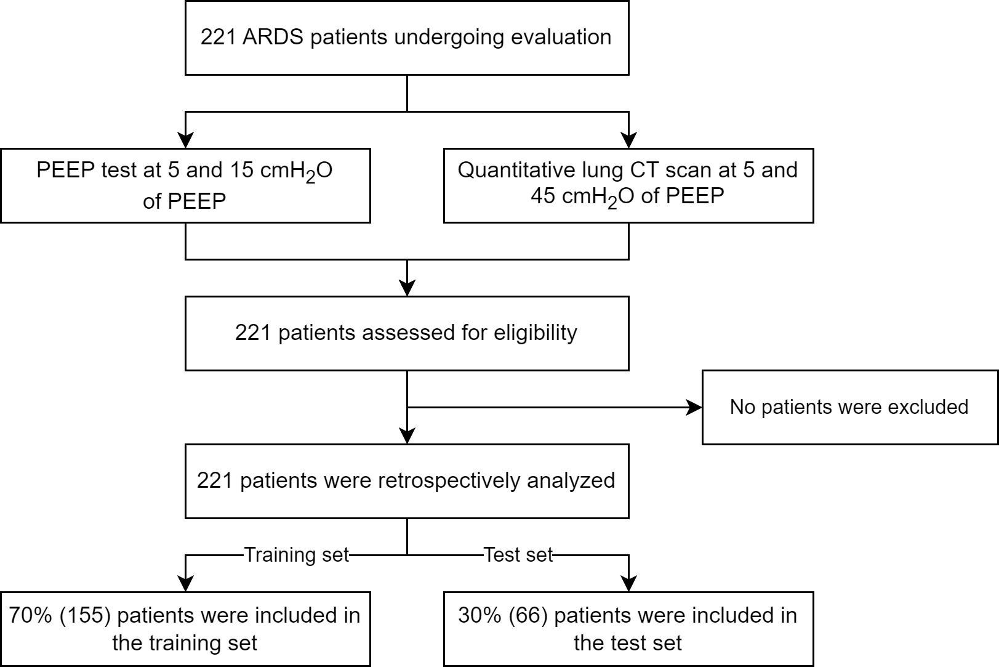 221 ARDS patients undergoing evaluation
PEEP test at 5 and 15 cmH₂O
of PEEP
Quantitative lung CT scan at 5 and
45 cmH₂O of PEEP
221 patients assessed for eligibility
No patients were excluded
221 patients were retrospectively analyzed
Training set
Test set
70% (155) patients were included in
the training set
30% (66) patients were included in
the test set